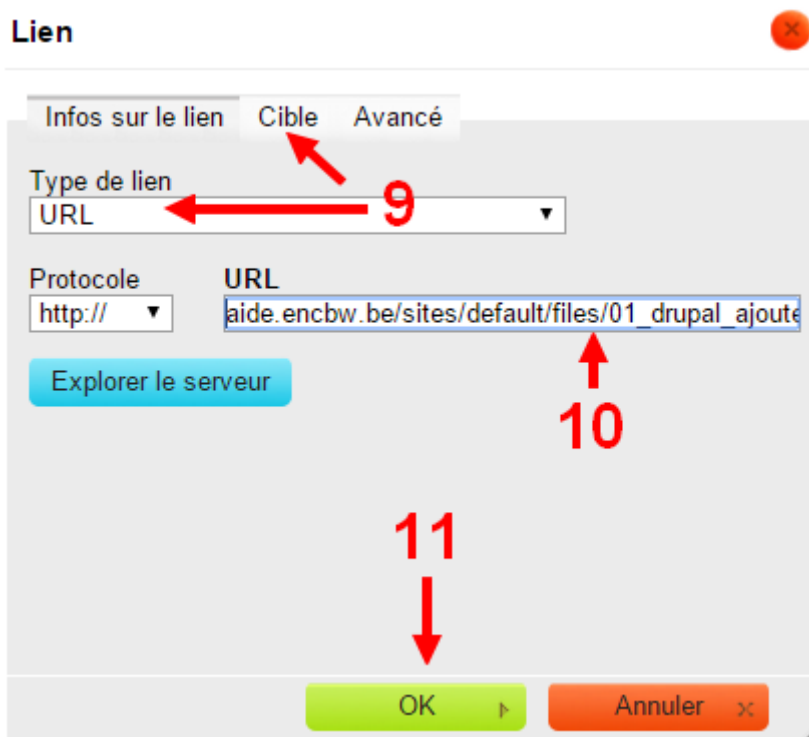 Lien
Infos sur le lien Cible Avancé
Type de lien
9
URL
Protocole URL
http:// aide.encbw.be/sites/default/files/01_drupal_ajoute
Explorer le serveur
10
11
OK Annuler